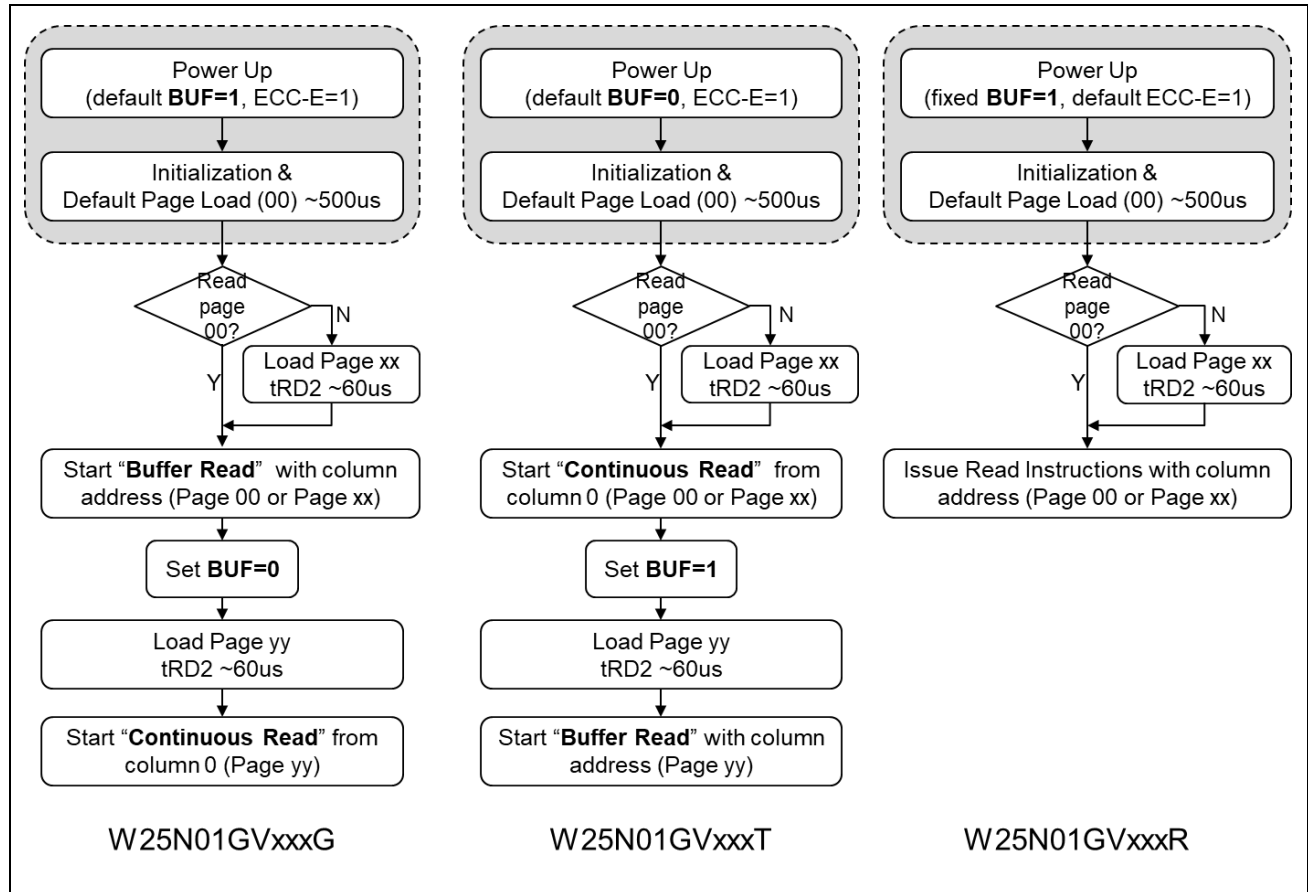 Power Up
(default BUF=1, ECC-E=1)
Initialization &
Default Page Load (00) ~500us
Read
page
00?
N
Load Page xx
tRD2 ~60us
Y
Start “Buffer Read” with column
address (Page 00 or Page xx)
Set BUF=0
Load Page yy
tRD2 ~60us
Start “Continuous Read” from
column 0 (Page yy)
W25N01GVxxxG
Power Up
(default BUF=0, ECC-E=1)
Initialization &
Default Page Load (00) ~500us
Read
page
00?
N
Load Page xx
tRD2 ~60us
Y
Start “Continuous Read” from
column 0 (Page 00 or Page xx)
Set BUF=1
Load Page yy
tRD2 ~60us
Start “Buffer Read” with column
address (Page yy)
W25N01GVxxxT
Power Up
(fixed BUF=1, default ECC-E=1)
Initialization &
Default Page Load (00) ~500us
Read
page
00?
N
Load Page xx
tRD2 ~60us
Y
Issue Read Instructions with column
address (Page 00 or Page xx)
W25N01GVxxxR